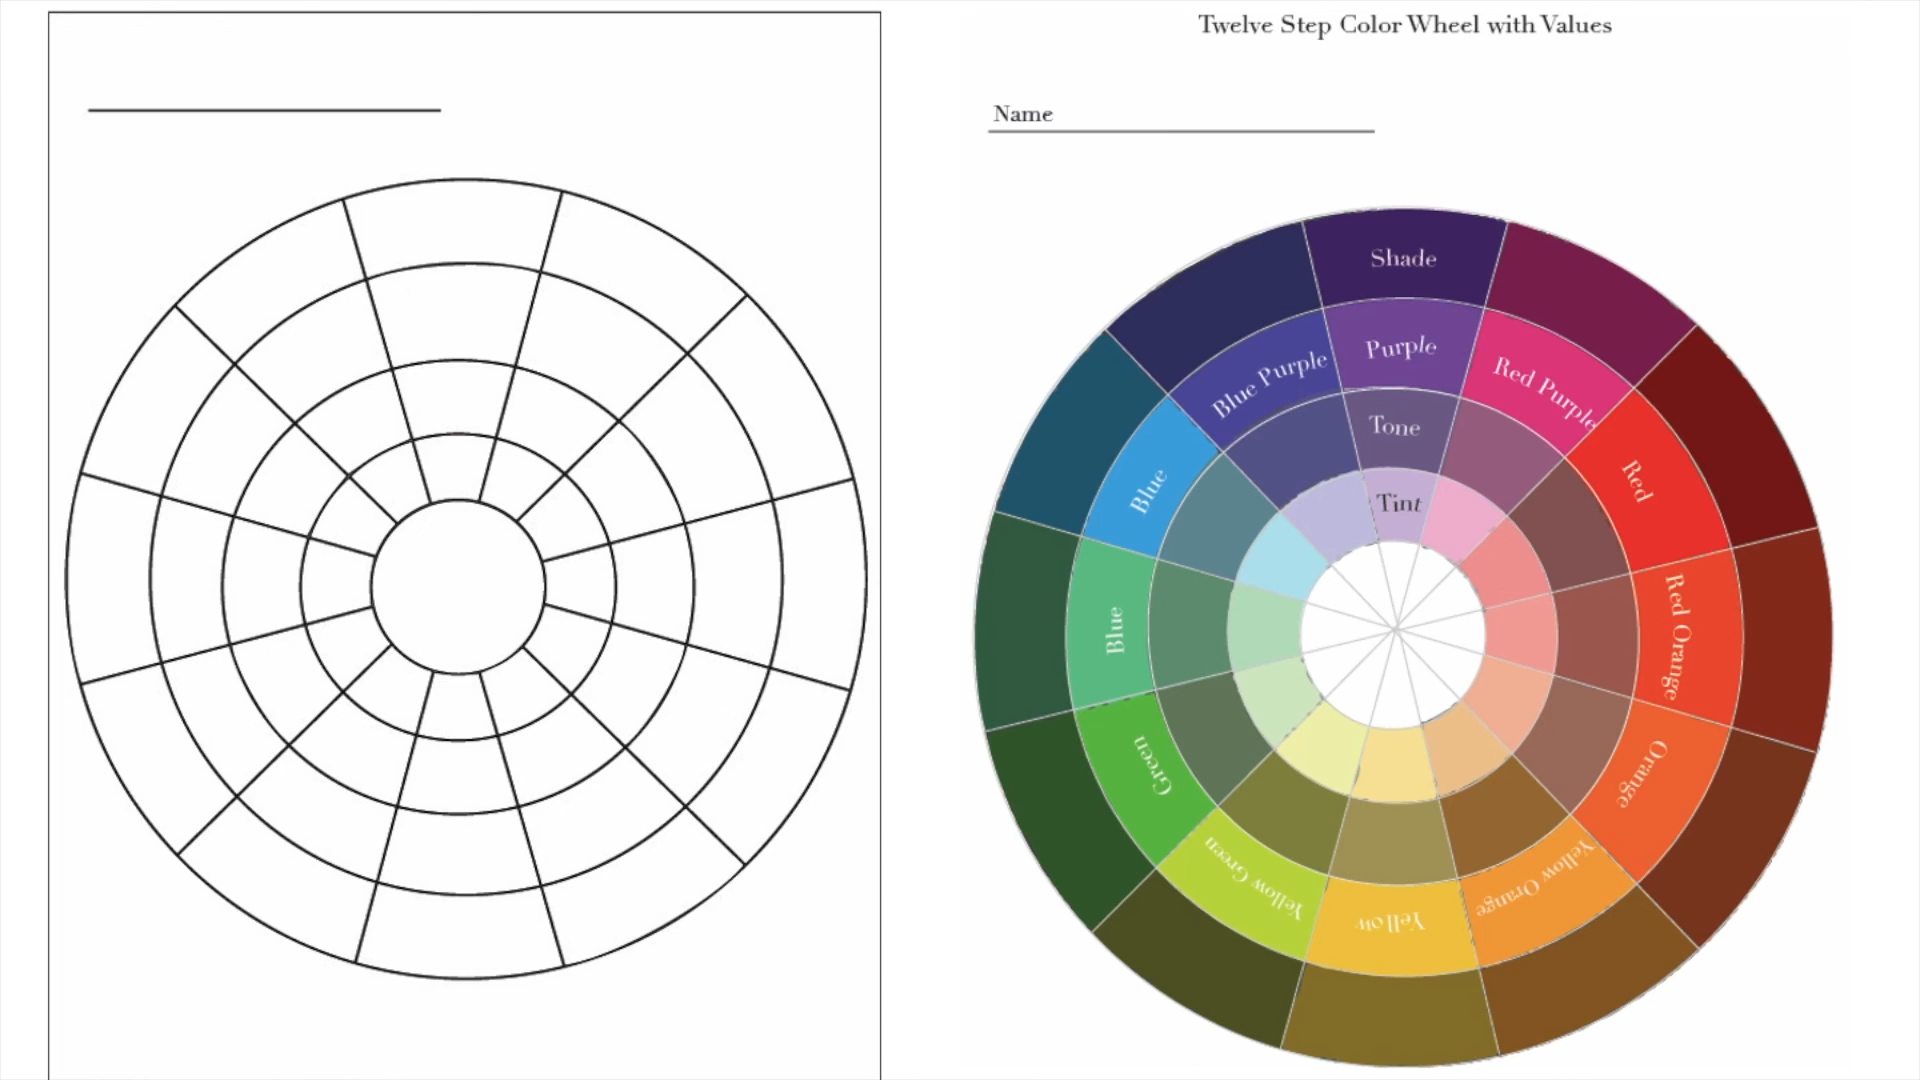 Twelve Step Color Wheel with Values
Name
Shade
Purple
Blue Purple
Red Purple
Tone
Tint
Blue
Red
Blue
Red Orange
Green
Orange
Yellow Green
Yellow
Yellow Orange